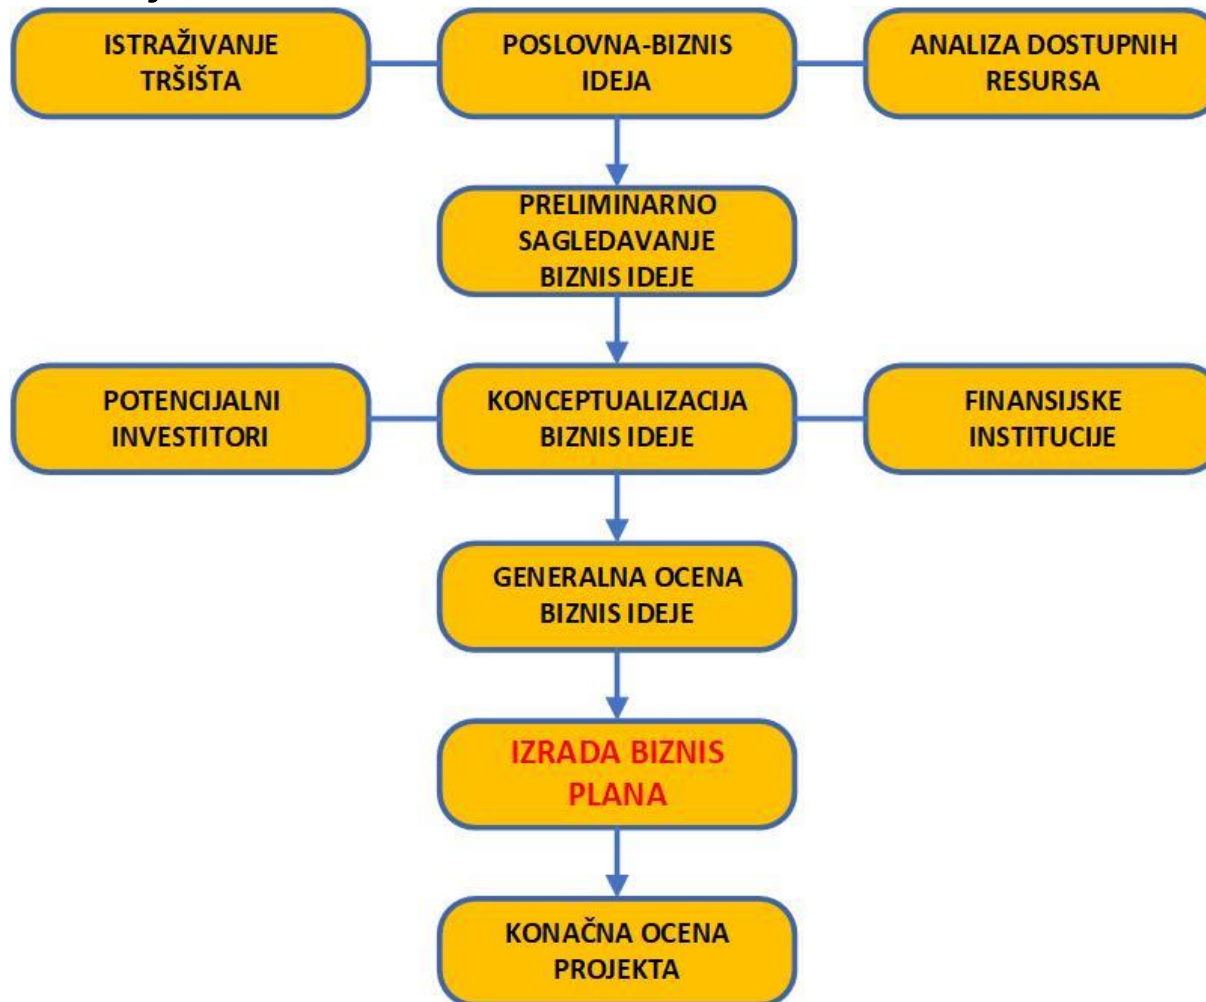 ISTRAŽIVANJE
TRŠIŠTA
POSLOVNA-BIZNIS
IDEJA
ANALIZA DOSTUPNIH
RESURSA
PRELIMINARNO
SAGLEDAVANJE
BIZNIS IDEJE
POTENCIJALNI
INVESTITORI
KONCEPTUALIZACIJA
BIZNIS IDEJE
FINANSIJSKE
INSTITUCIJE
GENERALNA OCENA
BIZNIS IDEJE
IZRADA BIZNIS
PLANA
KONAČNA OCENA
PROJEKTA